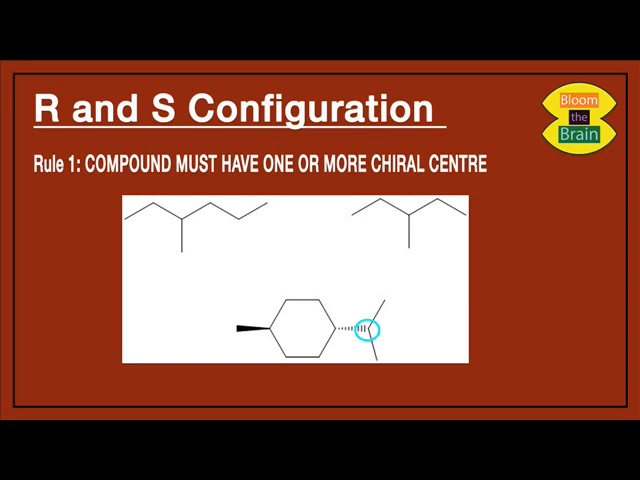 R and S Configuration
Bloom
the
Brain
Rule 1: COMPOUND MUST HAVE ONE OR MORE CHIRAL CENTRE